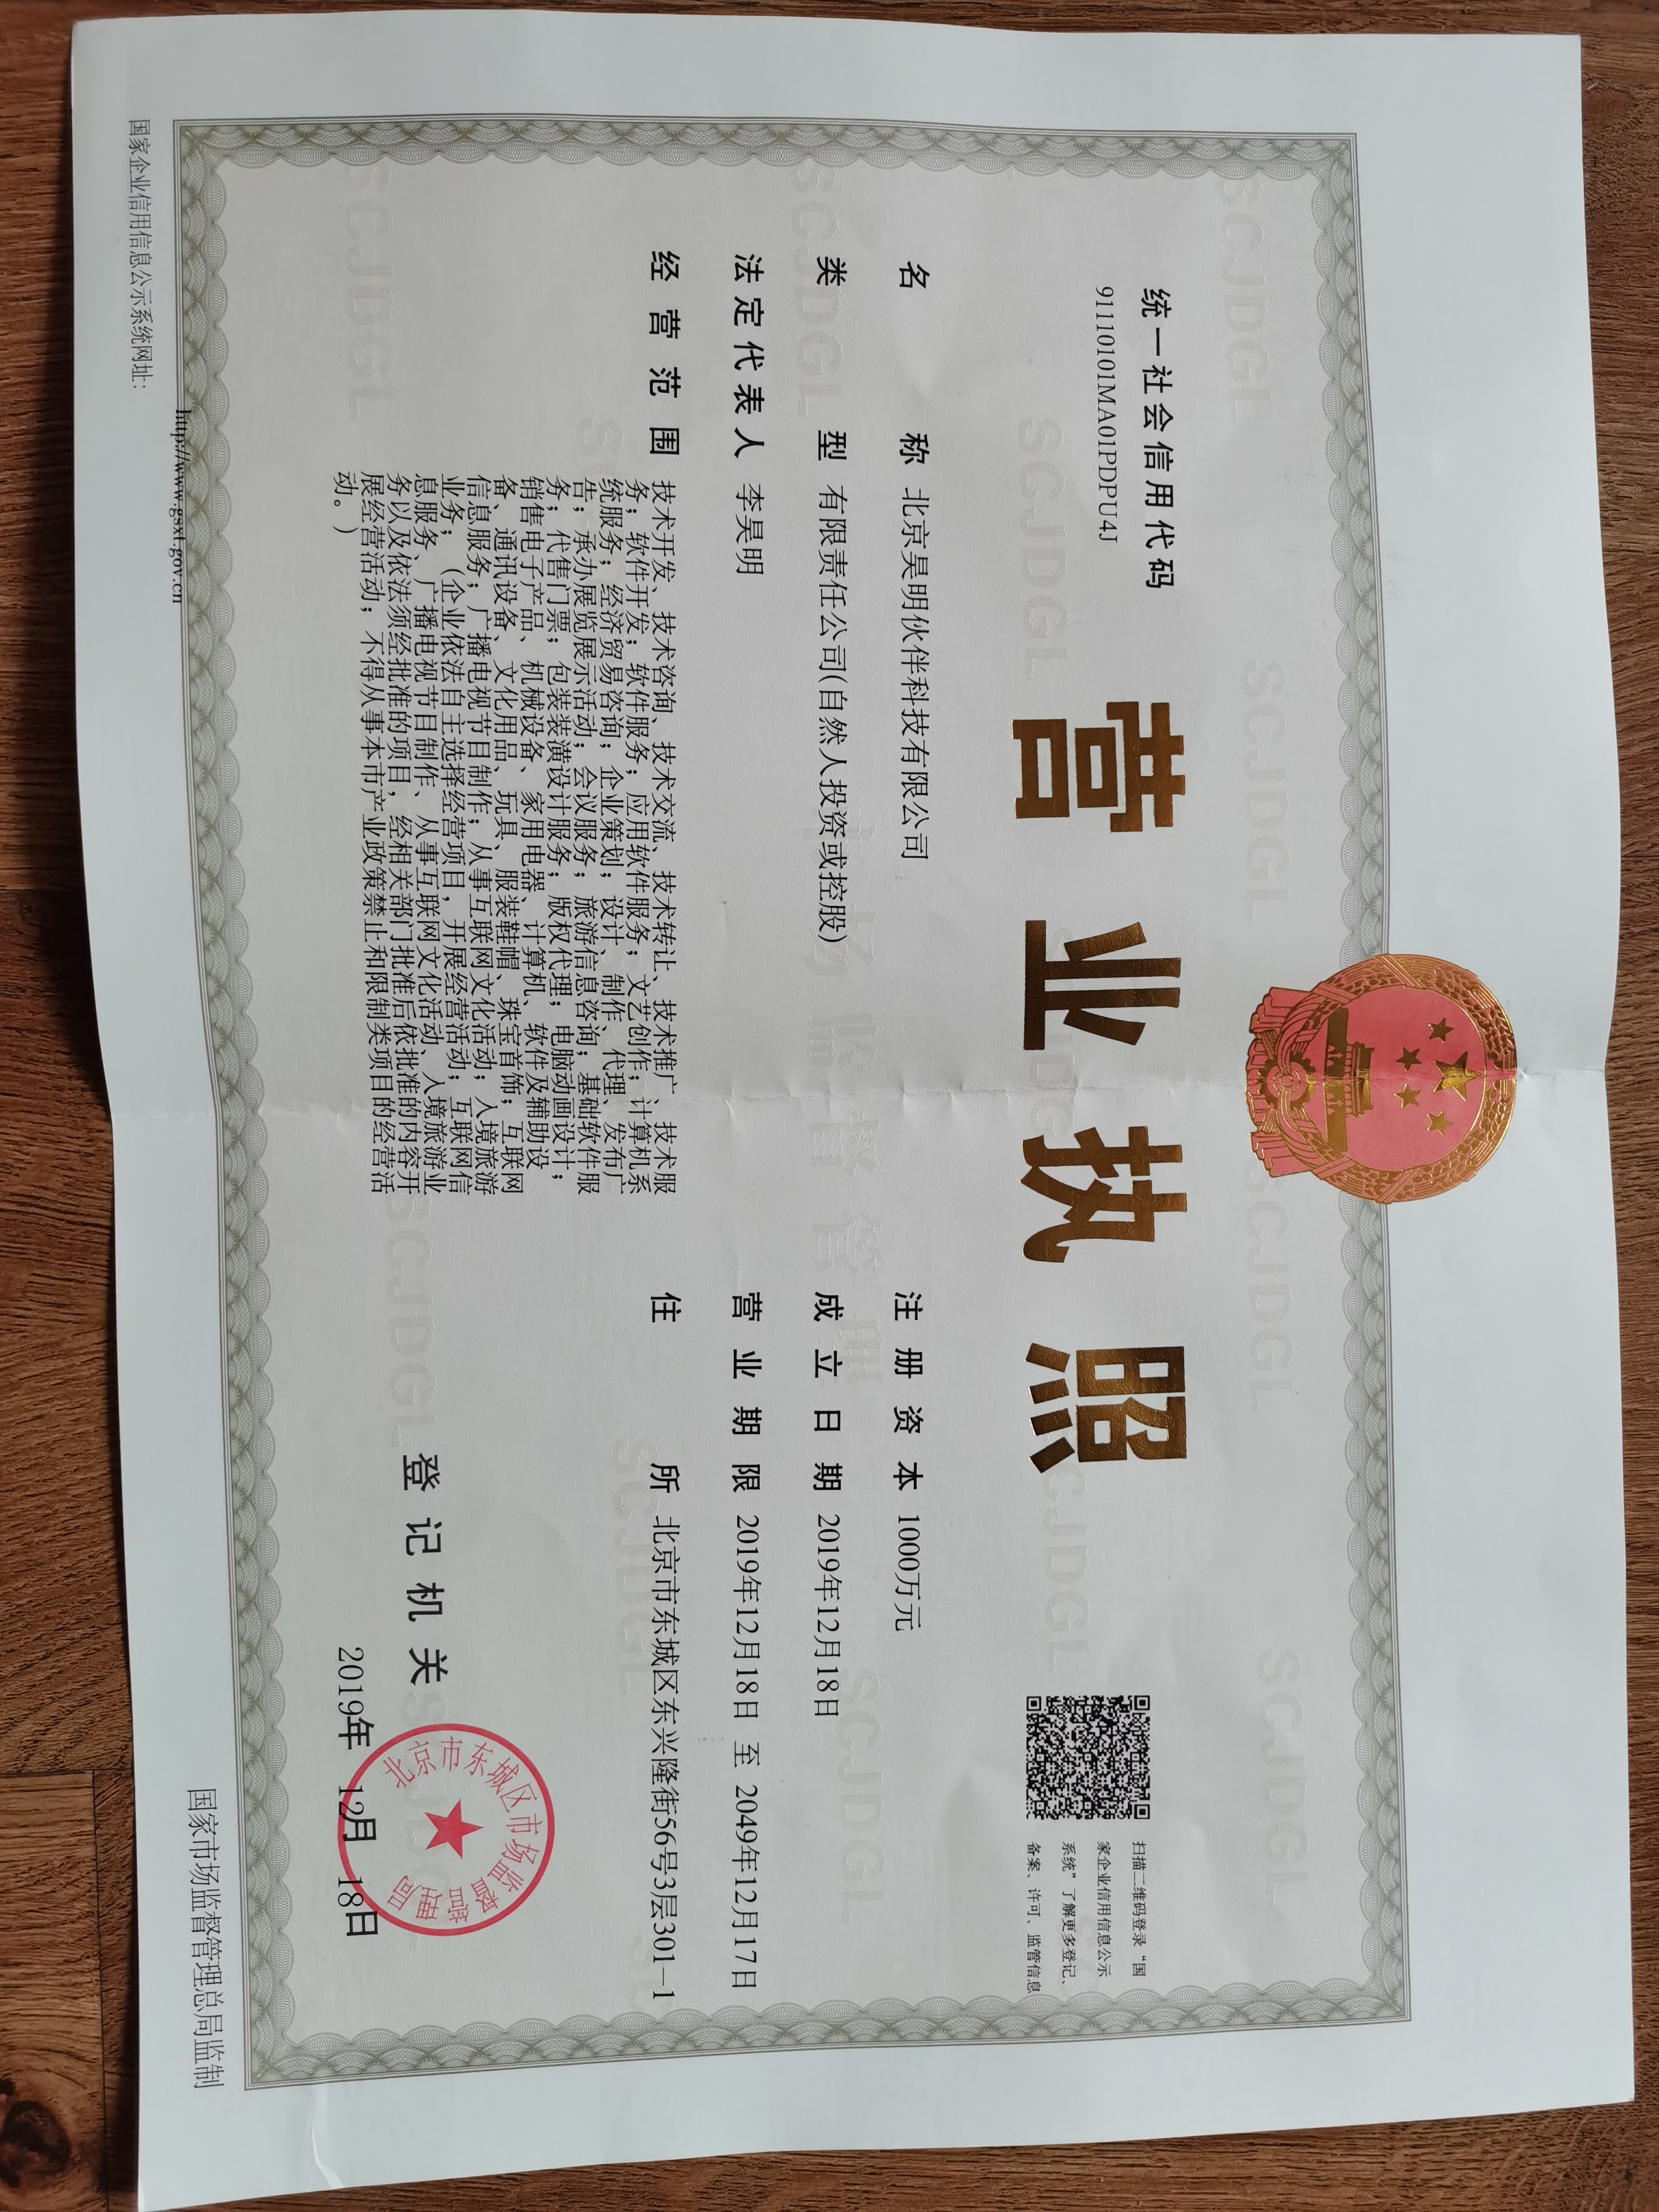 营业执照
统一社会信用代码
91110101MA01PDPU4J
扫描二维码登录“国
家企业信用信息公示
系统”了解更多登记、
备案、许可、监管信息
名称 北京昊明伙伴科技有限公司
类型 有限责任公司(自然人投资或控股)
法定代表人 李昊明
经营范围 技术开发、技术咨询、技术交流、技术转让、技术推广、技术服
务；软件开发；软件服务；应用软件服务；文艺创作；计算机系
统服务；经济贸易咨询；企业策划；设计、制作、代理、发布广
告；承办展览展示活动；会议服务；旅游信息咨询；基础软件服
务；代售门票；包装装潢设计服务；版权代理；电脑动画设计；
销售电子产品、机械设备、家用电器、计算机、软件及辅助设
备、通讯设备、文化用品、玩具、服装鞋帽、珠宝首饰；互联网
信息服务；广播电视节目制作；从事互联网文化活动；入境旅游
业务；（企业依法自主选择经营项目，开展经营活动；互联网信
息服务、广播电视节目制作、从事互联网文化活动、入境旅游业
务以及依法须经批准的项目，经相关部门批准后依批准的内容开
展经营活动；不得从事本市产业政策禁止和限制类项目的经营活
动。）
注册资本 1000万元
成立日期 2019年12月18日
营业期限 2019年12月18日 至 2049年12月17日
住所 北京市东城区东兴隆街56号3层301-1
登记机关
北京市东城区市场监督管理局
2019年 12月 18日
国家企业信用信息公示系统网址：
http://www.gsxt.gov.cn
国家市场监督管理总局监制
SCJDGL
市场监督管理